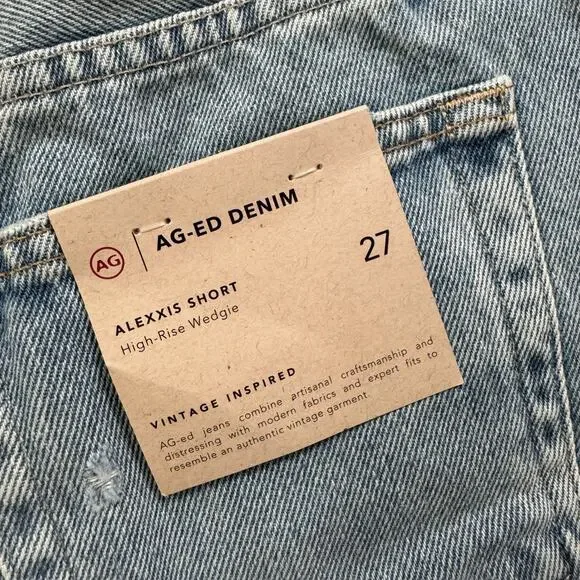 AG
AG-ED DENIM
27
ALEXXIS SHORT
High-Rise Wedgie
VINTAGE INSPIRED
AG-ed jeans combine artisanal craftsmanship and
distressing with modern fabrics and expert fits to
resemble an authentic vintage garment.